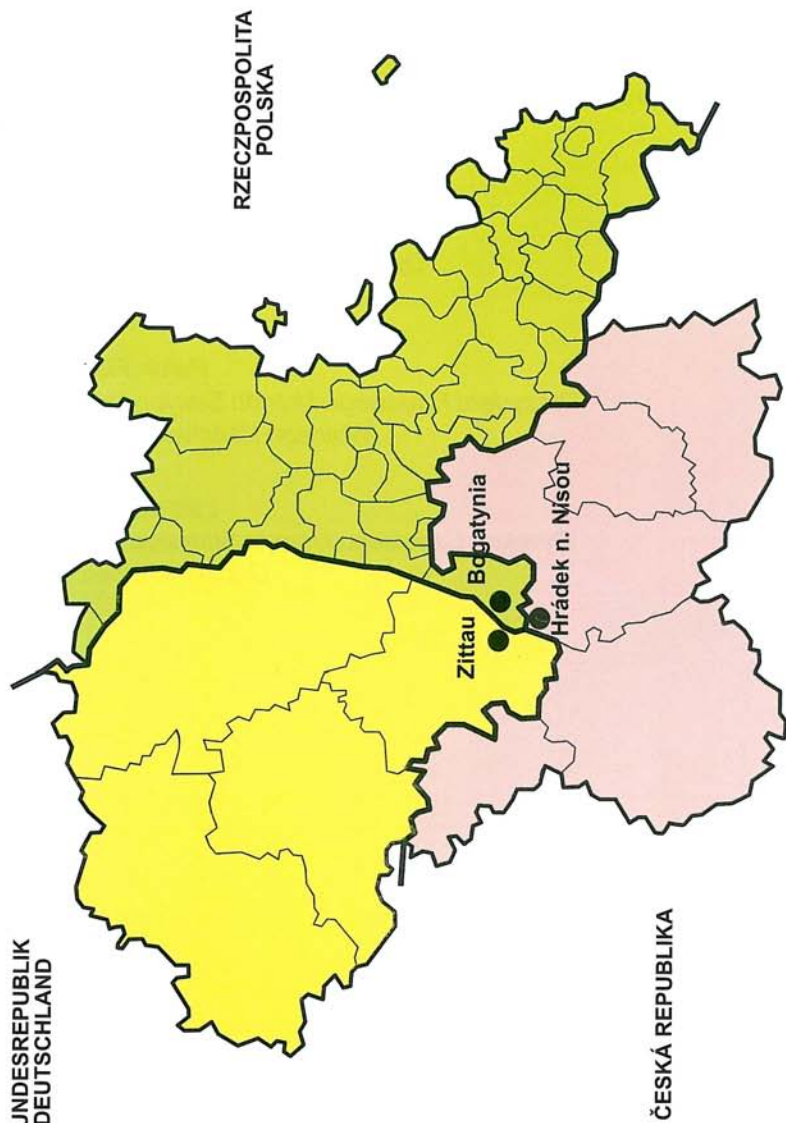 UNDESREPUBLIK
DEUTSCHLAND
RZECZPOSPOLITA
POLSKA
Zittau
Bogatynia
Hrádek n. Nisou
ČESKÁ REPUBLIKA